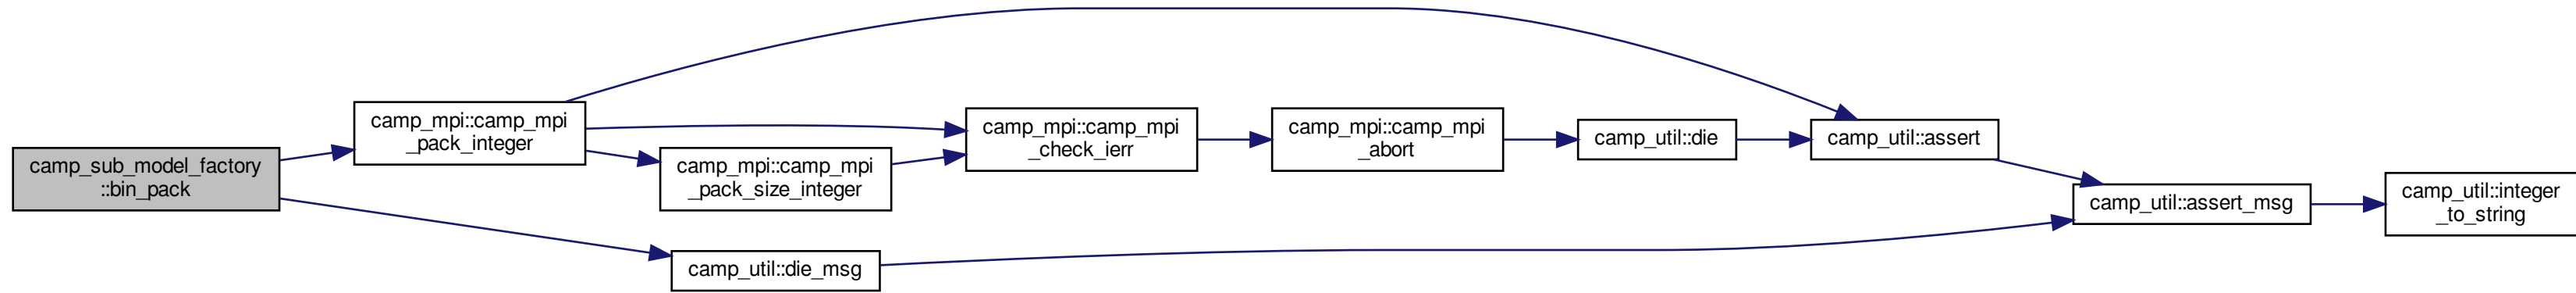 camp_sub_model_factory
::bin_pack
camp_mpi::camp_mpi
_pack_integer
camp_mpi::camp_mpi
_pack_size_integer
camp_util::die_msg
camp_mpi::camp_mpi
_check_ierr
camp_mpi::camp_mpi
_abort
camp_util::die
camp_util::assert
camp_util::assert_msg
camp_util::integer
_to_string